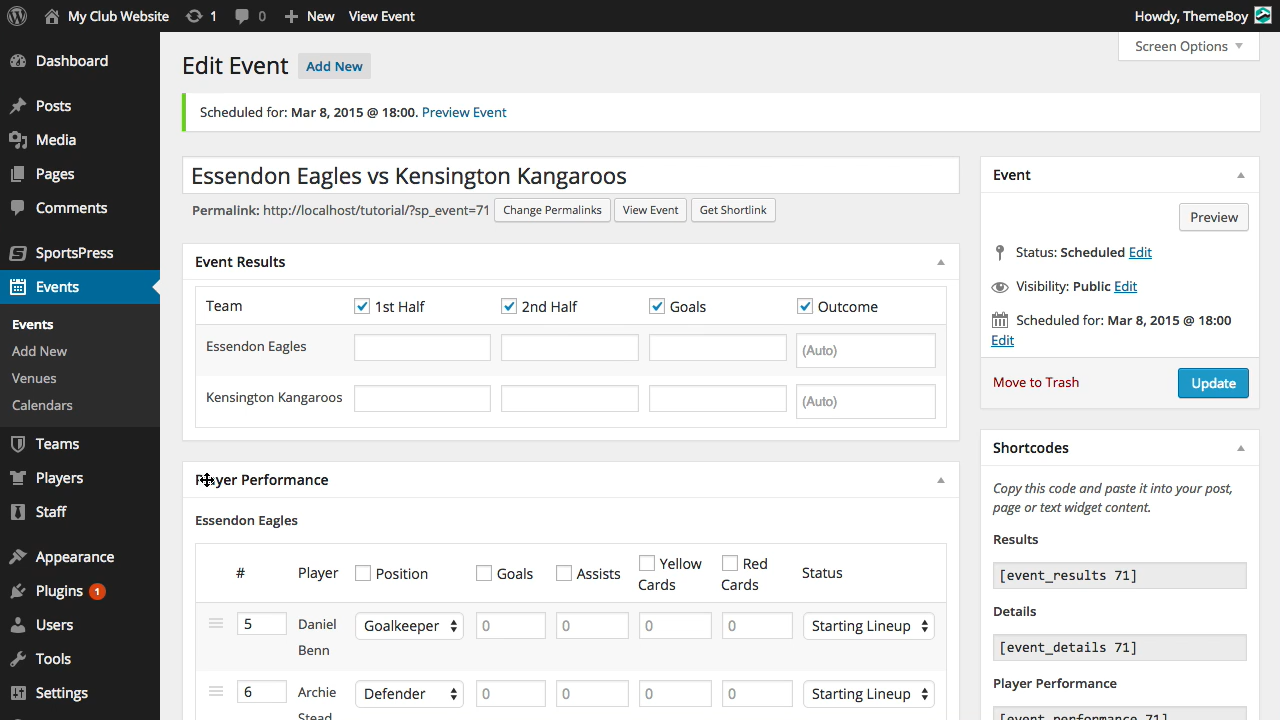 My Club Website 1 0 New View Event Howdy, ThemeBoy
Screen Options
Dashboard
Posts
Media
Pages
Comments
SportsPress
Events
Events
Add New
Venues
Calendars
Teams
Players
Staff
Appearance
Plugins 1
Users
Tools
Settings
Edit Event Add New
Scheduled for: Mar 8, 2015 @ 18:00. Preview Event
Essendon Eagles vs Kensington Kangaroos
Permalink: http://localhost/tutorial/?sp_event=71 Change Permalinks View Event Get Shortlink
Event Results
Team 1st Half 2nd Half Goals Outcome
Essendon Eagles (Auto)
Kensington Kangaroos (Auto)
Player Performance
Essendon Eagles
# Player Position Goals Assists Yellow Cards Red Cards Status
5 Daniel Benn Goalkeeper 0 0 0 0 Starting Lineup
6 Archie Stead Defender 0 0 0 0 Starting Lineup
Event
Preview
Status: Scheduled Edit
Visibility: Public Edit
Scheduled for: Mar 8, 2015 @ 18:00
Edit
Move to Trash Update
Shortcodes
Copy this code and paste it into your post,
page or text widget content.
Results
[event_results 71]
Details
[event_details 71]
Player Performance
[event_performance 71]